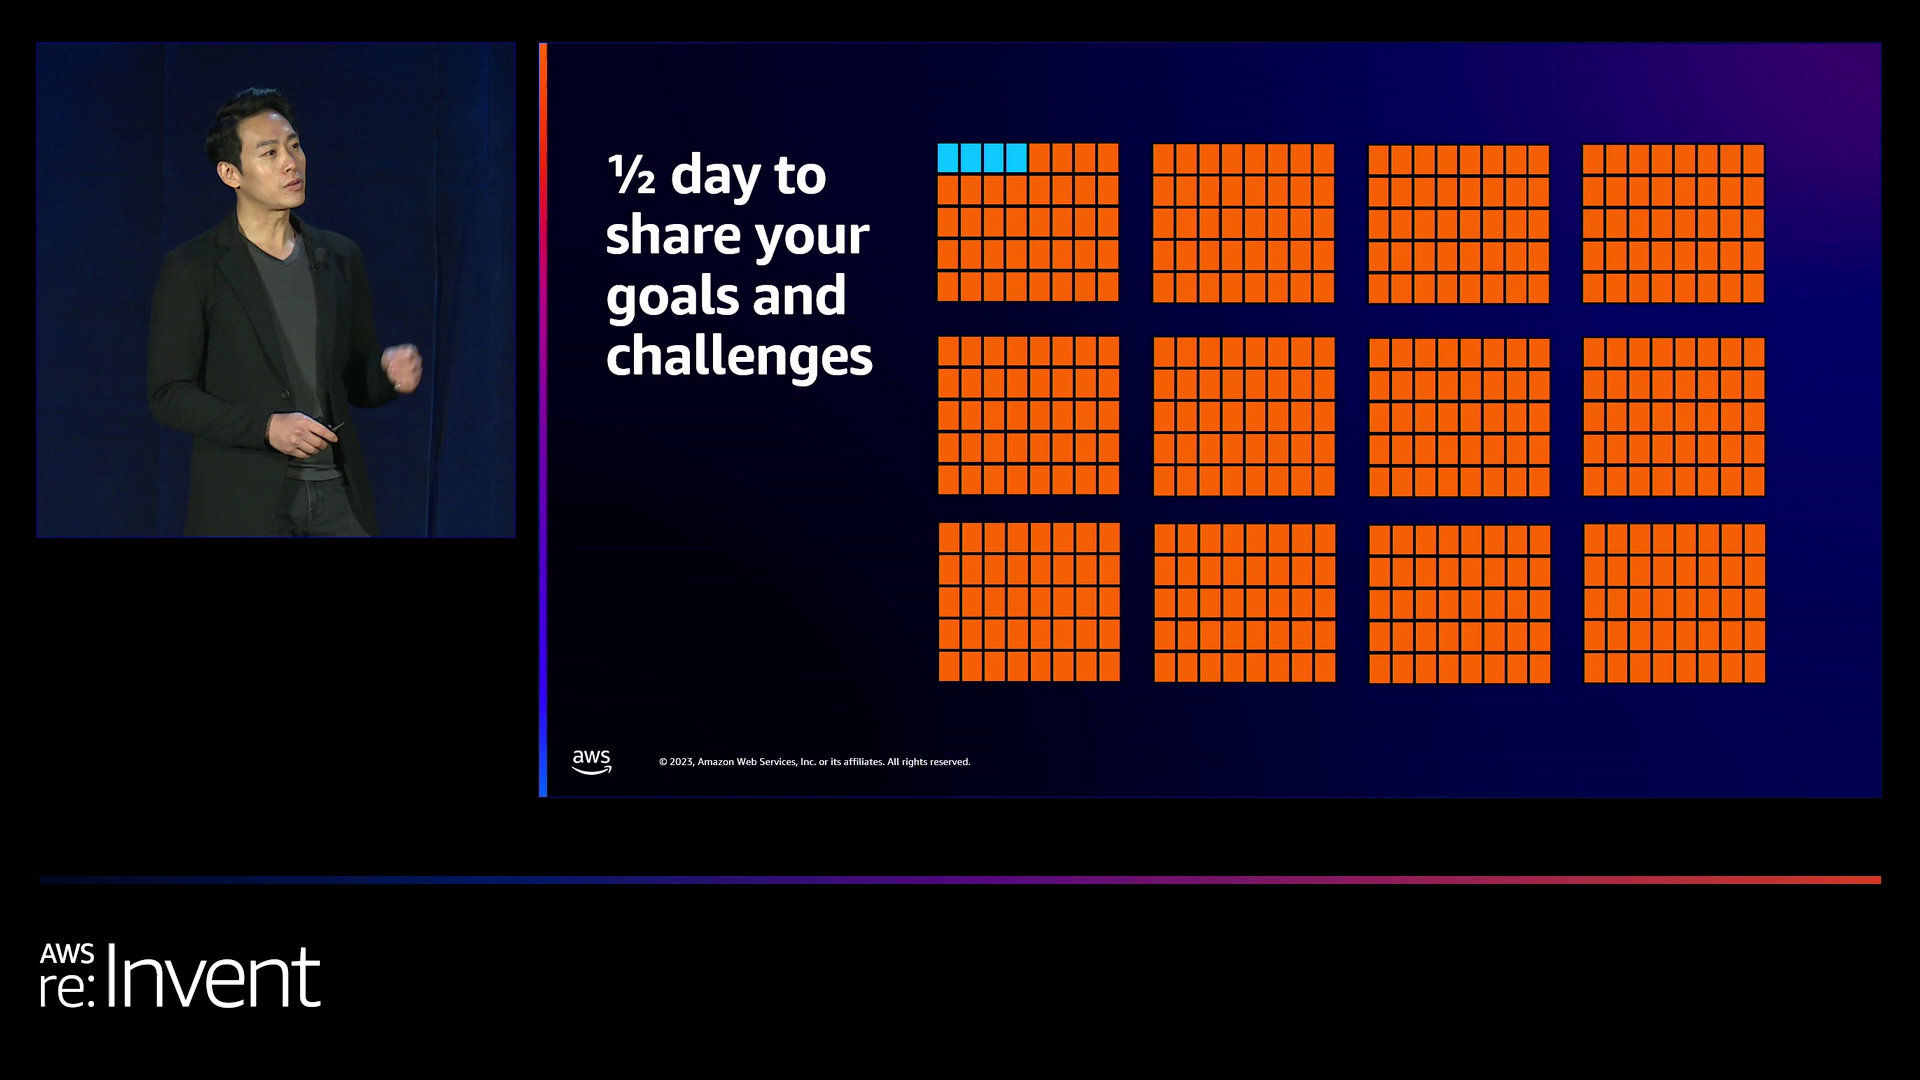 ½ day to
share your
goals and
challenges
aws
© 2023, Amazon Web Services, Inc. or its affiliates. All rights reserved.
AWS
re:Invent